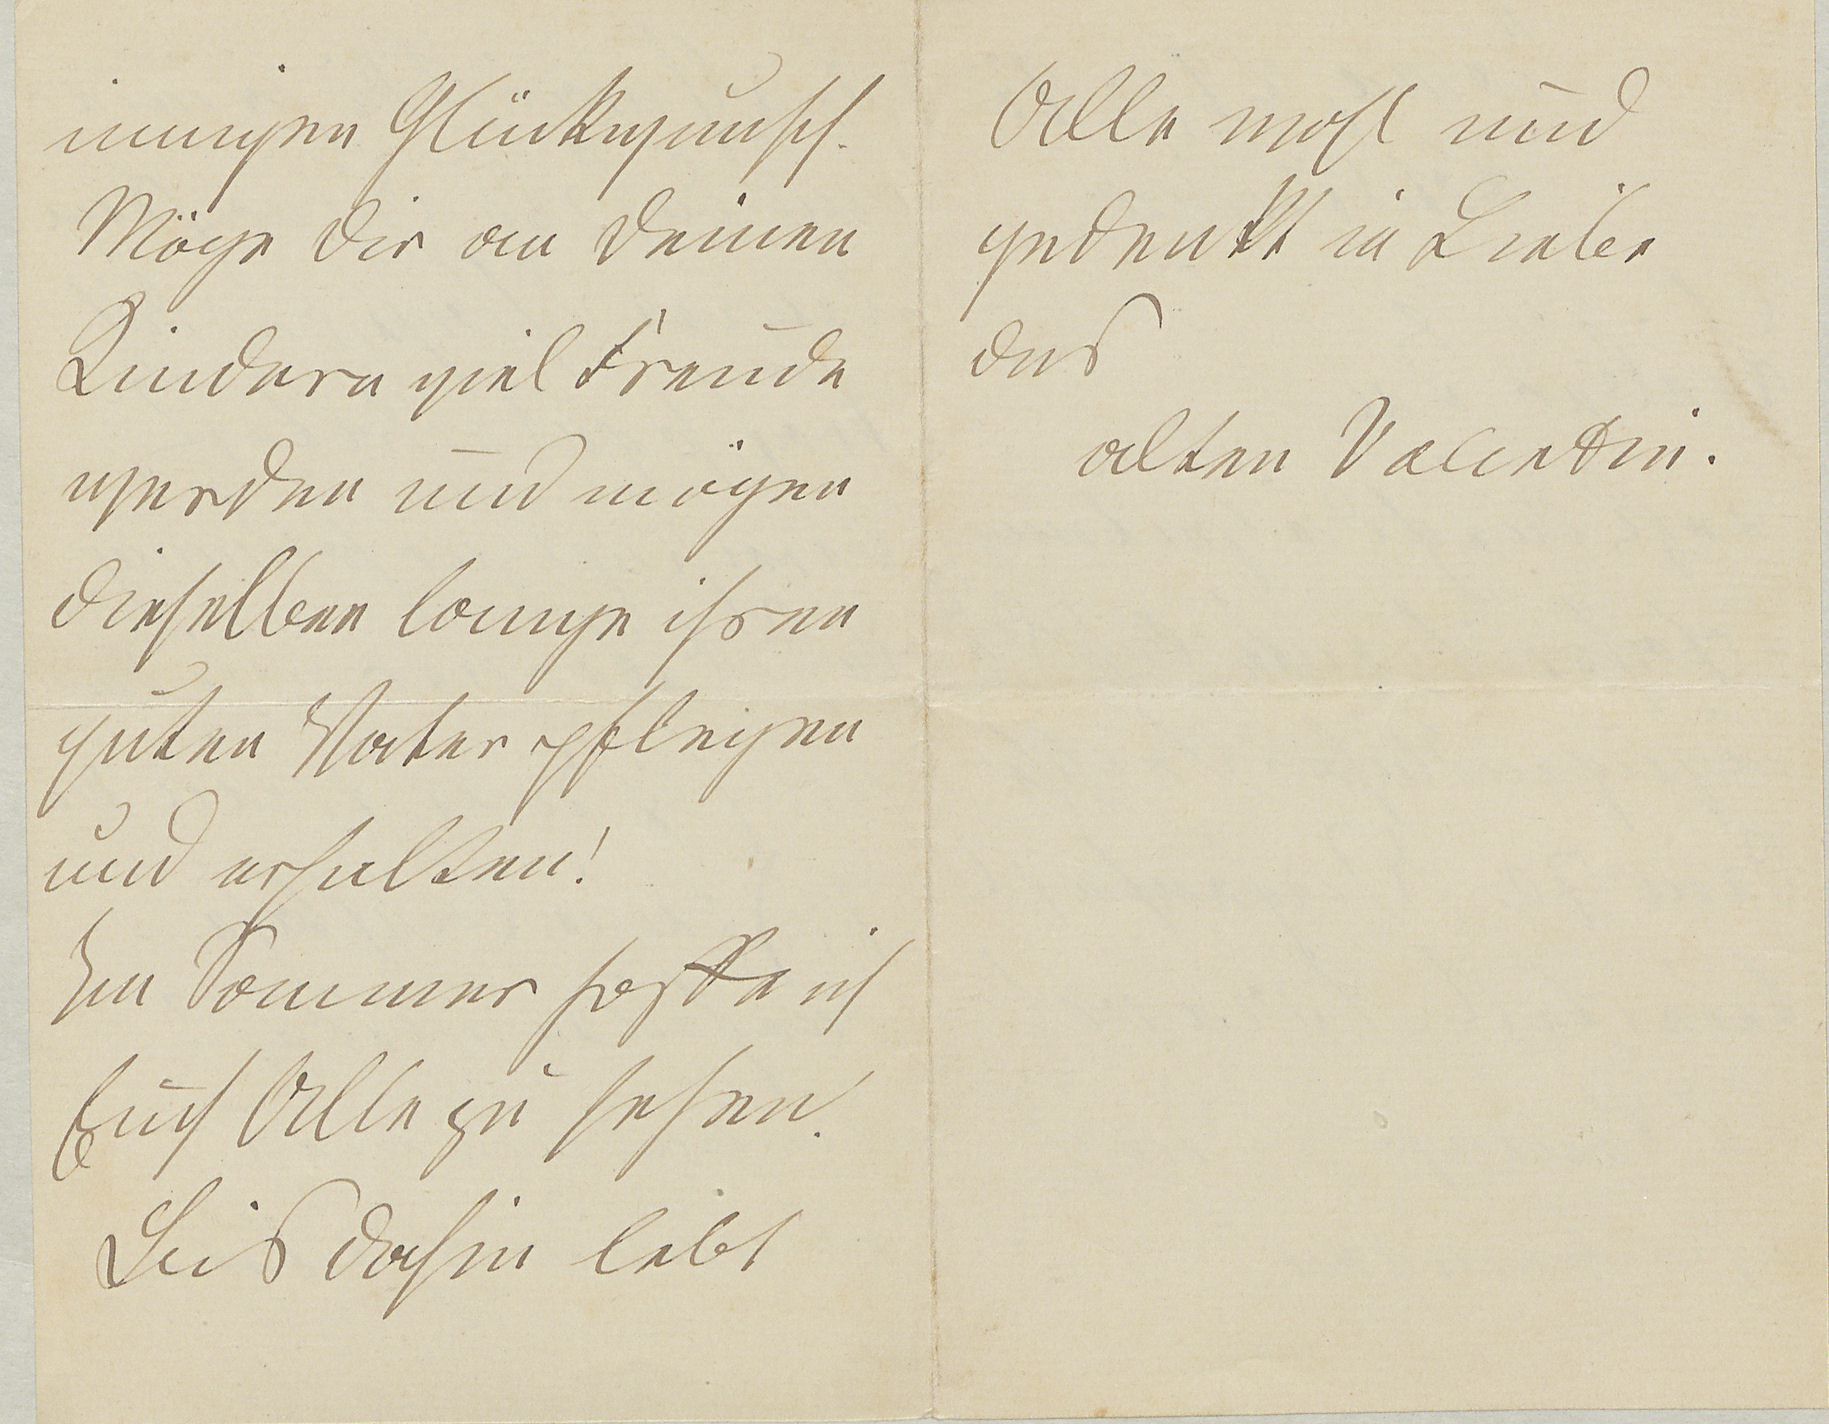 innigen Glückwunsch.
Möge Dir an Deinen
Kindern viel Freude
werden und mögen
dieselben lange ihren
guten Vater pflegen
und erhalten!
Im Sommer hoffe ich
Euch Alle zu sehen.
Bis dahin lebt
Alle wohl und
gedenkt in Liebe
des
alten Valentin.